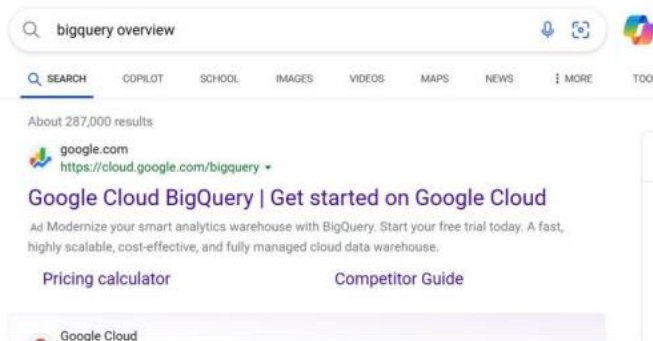 bigquery overview
SEARCH COPILOT SCHOOL IMAGES VIDEOS MAPS NEWS MORE TOO
About 287,000 results
google.com
https://cloud.google.com/bigquery
Google Cloud BigQuery | Get started on Google Cloud
Ad Modernize your smart analytics warehouse with BigQuery. Start your free trial today. A fast,
highly scalable, cost-effective, and fully managed cloud data warehouse.
Pricing calculator Competitor Guide
Google Cloud